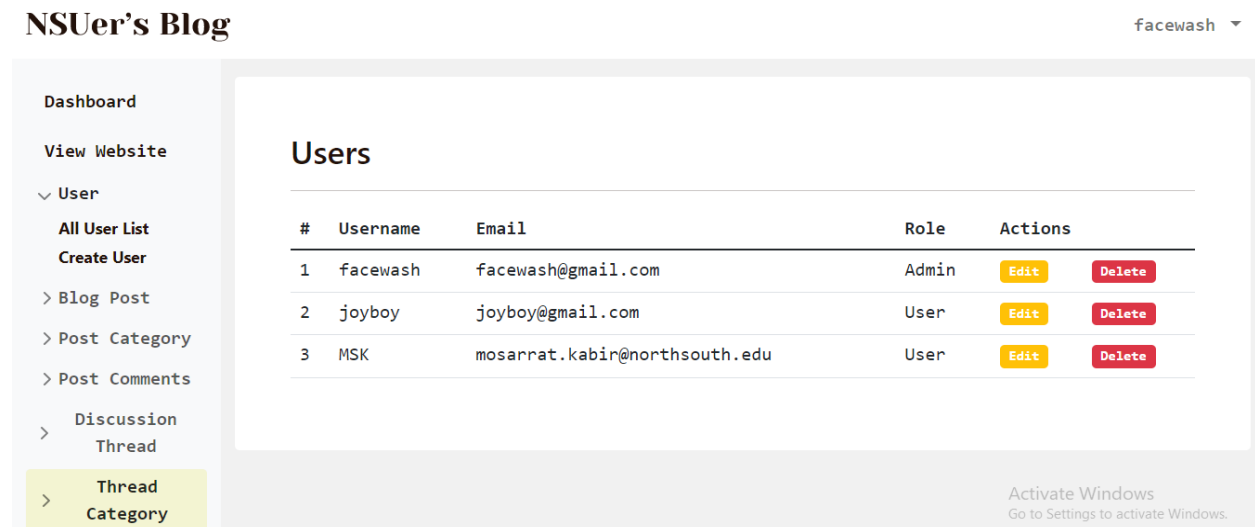 NSUer's Blog
facewash
Dashboard
View Website
User
All User List
Create User
Blog Post
Post Category
Post Comments
Discussion
Thread
Thread
Category
Users
# Username Email Role Actions
1 facewash facewash@gmail.com Admin Edit Delete
2 joyboy joyboy@gmail.com User Edit Delete
3 MSK mosarrat.kabir@northsouth.edu User Edit Delete
Activate Windows
Go to Settings to activate Windows.